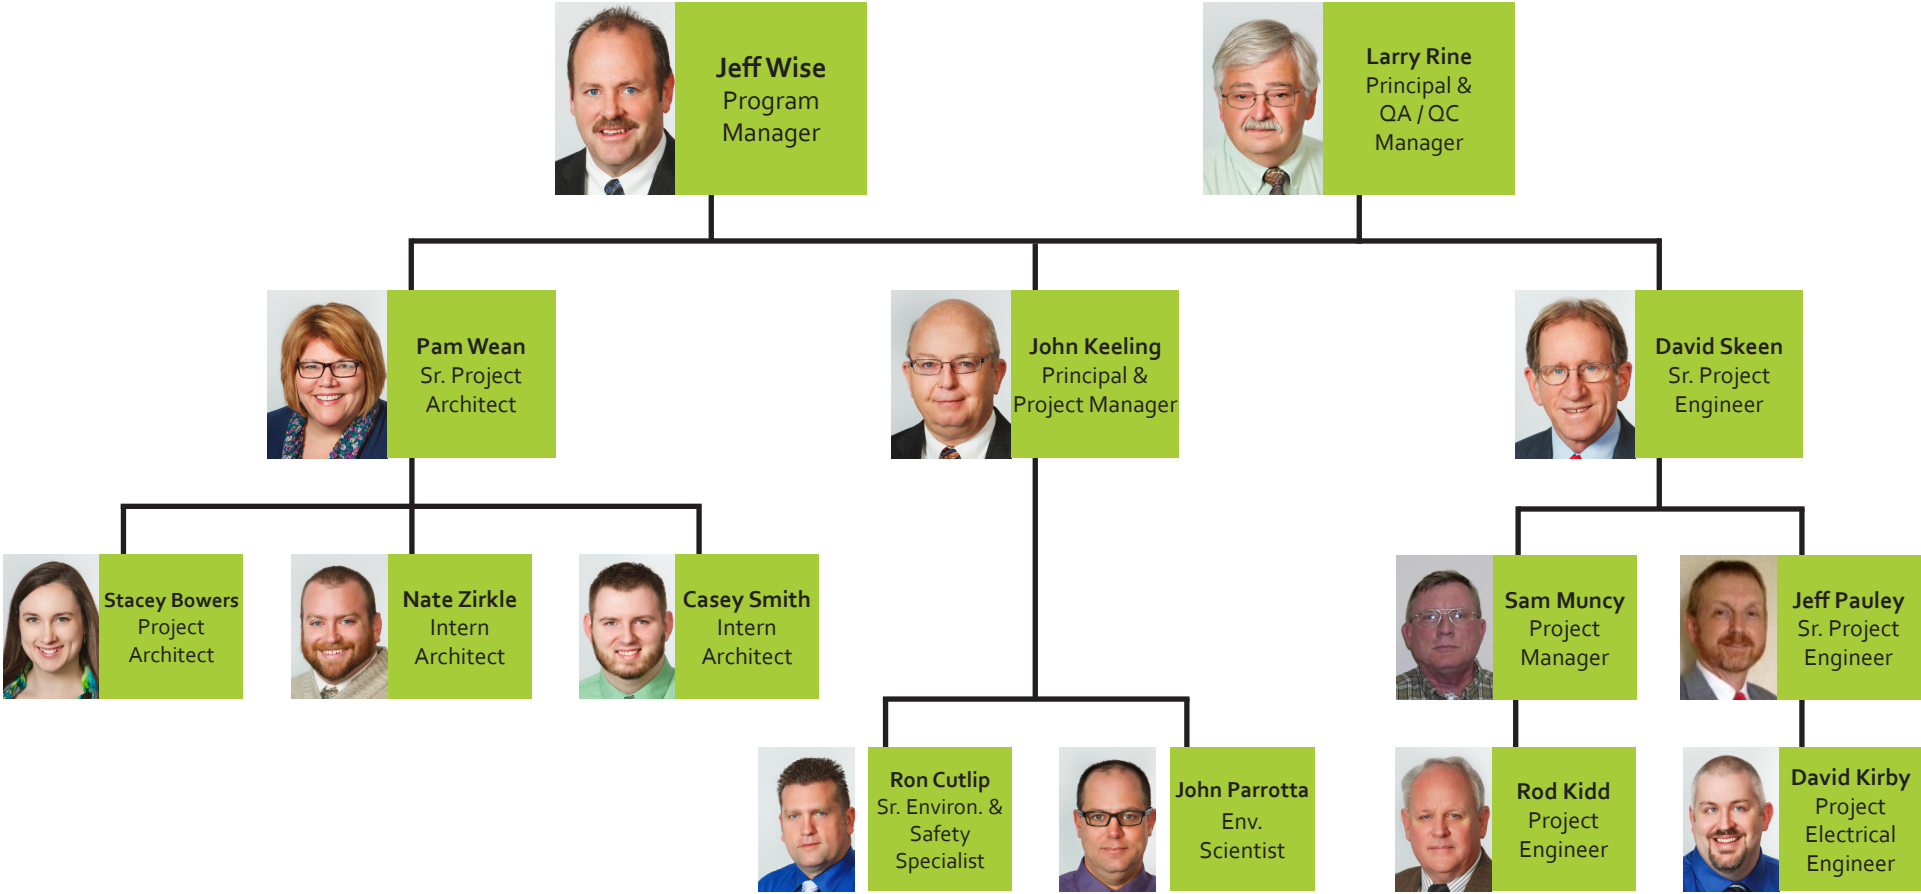 Jeff Wise
Program
Manager
Larry Rine
Principal &
QA / QC
Manager
Pam Wean
Sr. Project
Architect
John Keeling
Principal &
Project Manager
David Skeen
Sr. Project
Engineer
Stacey Bowers
Project
Architect
Nate Zirkle
Intern
Architect
Casey Smith
Intern
Architect
Sam Muncy
Project
Manager
Jeff Pauley
Sr. Project
Engineer
Ron Cutlip
Sr. Environ. &
Safety
Specialist
John Parrotta
Env.
Scientist
Rod Kidd
Project
Engineer
David Kirby
Project
Electrical
Engineer